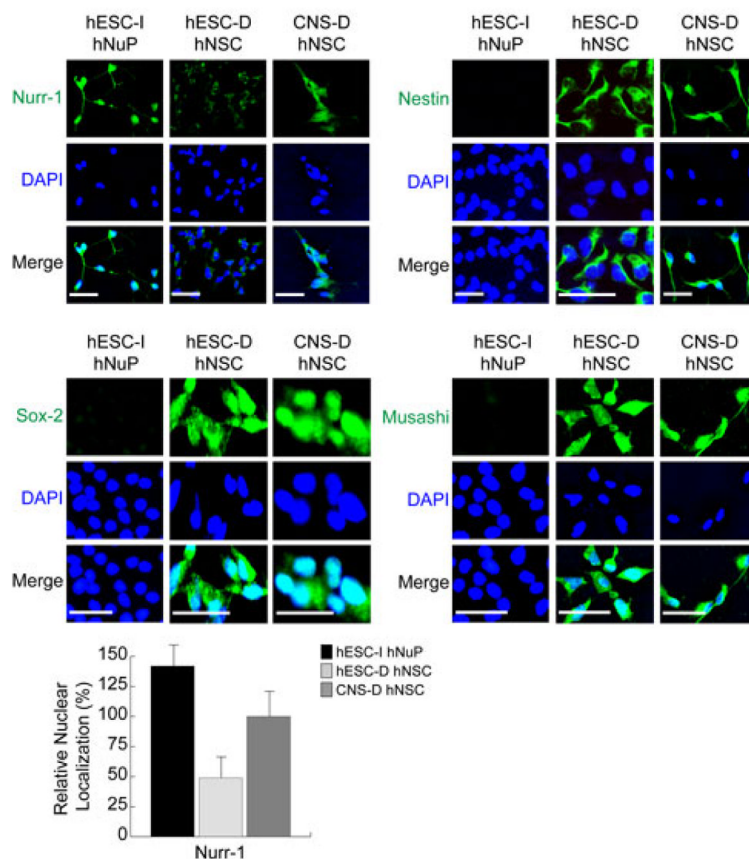 hESC-I hNuP
hESC-D hNSC
CNS-D hNSC
Nurr-1
DAPI
Merge
hESC-I hNuP
hESC-D hNSC
CNS-D hNSC
Nestin
DAPI
Merge
hESC-I hNuP
hESC-D hNSC
CNS-D hNSC
Sox-2
DAPI
Merge
hESC-I hNuP
hESC-D hNSC
CNS-D hNSC
Musashi
DAPI
Merge
Relative Nuclear
Localization (%)
150
125
100
75
50
25
0
Nurr-1
hESC-I hNuP
hESC-D hNSC
CNS-D hNSC